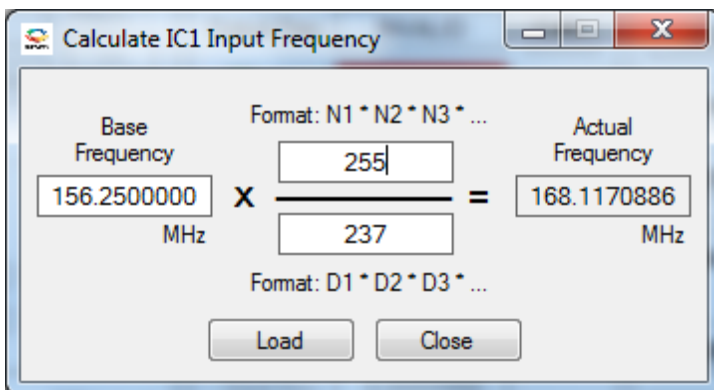 Calculate IC1 Input Frequency
Format: N1 * N2 * N3 * ...
Base
Frequency
Actual
Frequency
255
156.2500000 X = 168.1170886
237
MHz
MHz
Format: D1 * D2 * D3 * ...
Load Close